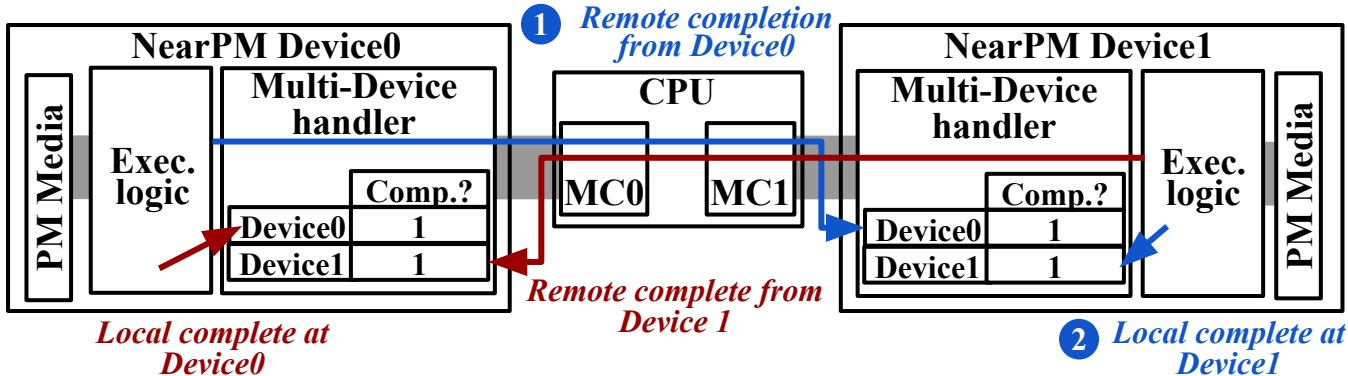 NearPM Device0
PM Media
Exec.
logic
Multi-Device
handler
Comp.?
Device0 1
Device1 1
Local complete at
Device0
1 Remote completion
from Device0
CPU
MC0 MC1
Remote complete from
Device 1
NearPM Device1
Multi-Device
handler
Comp.?
Device0 1
Device1 1
Exec.
logic
PM Media
2 Local complete at
Device1